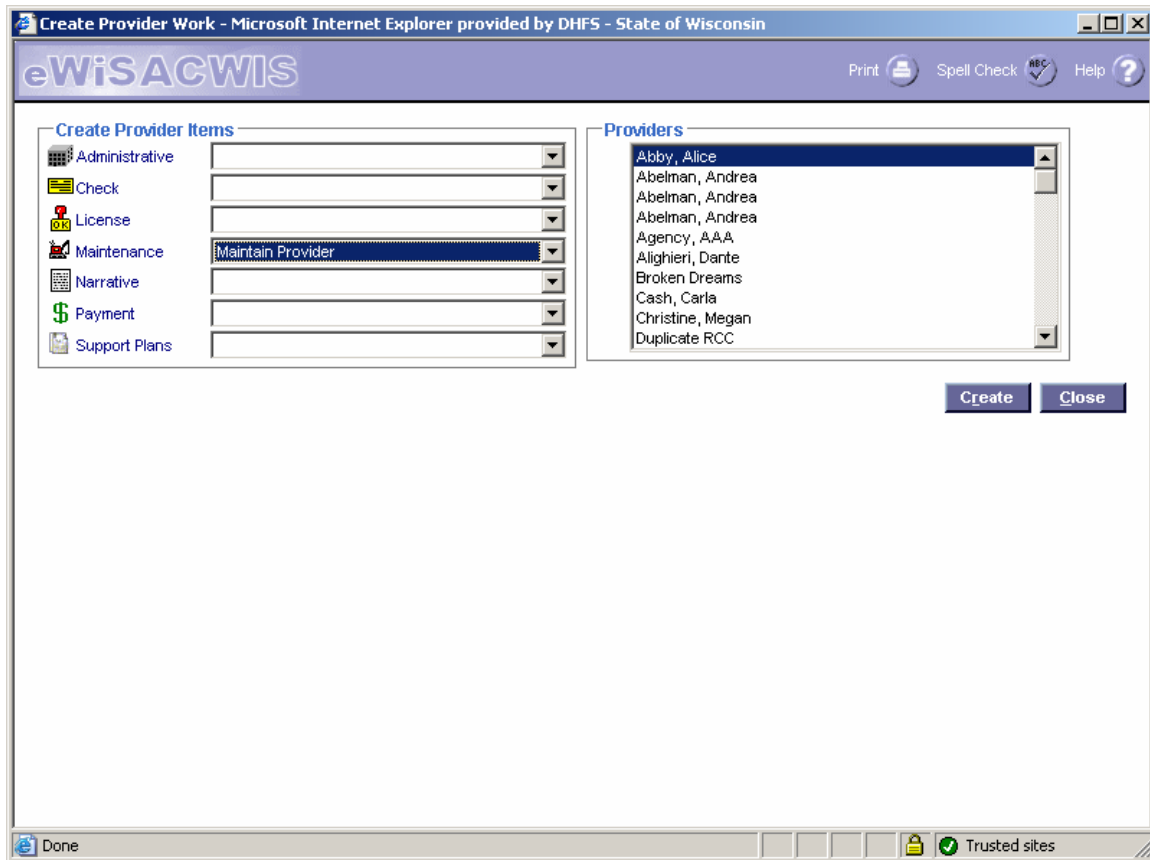 Create Provider Work - Microsoft Internet Explorer provided by DHFS - State of Wisconsin
eWiSACWIS
Print
Spell Check
ABC
Help
?
Create Provider Items
Administrative
Check
License
OK
Maintenance
Maintain Provider
Narrative
$ Payment
Support Plans
Providers
Abby, Alice
Abelman, Andrea
Abelman, Andrea
Abelman, Andrea
Agency, AAA
Alighieri, Dante
Broken Dreams
Cash, Carla
Christine, Megan
Duplicate RCC
Create
Close
Done
Trusted sites